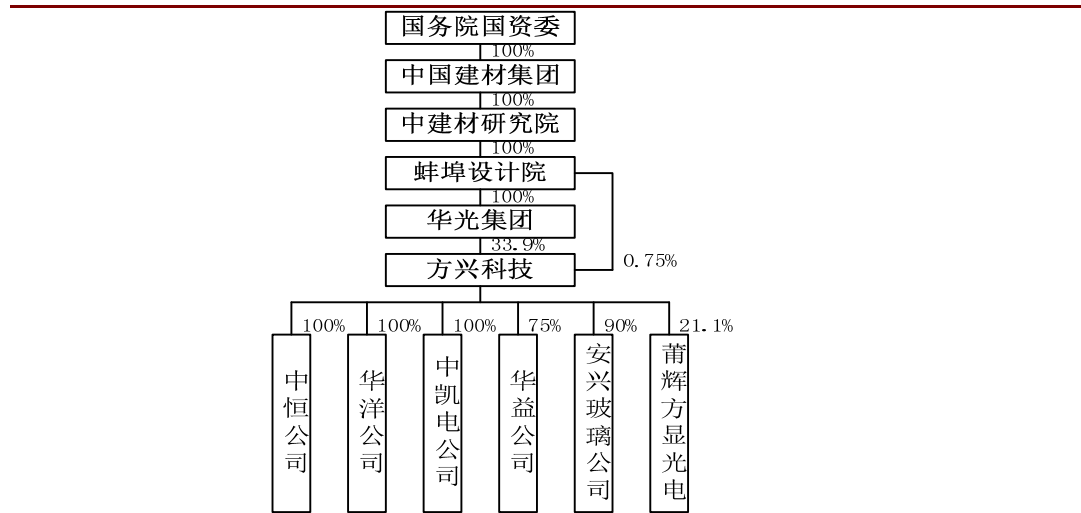 国务院国资委
100%
中国建材集团
100%
中建材研究院
100%
蚌埠设计院
100%
华光集团
33.9%
0.75%
方兴科技
100%
100%
100%
75%
90%
21.1%
中恒公司
华洋公司
中凯电公司
华益公司
安兴玻璃公司
莆辉方显光电